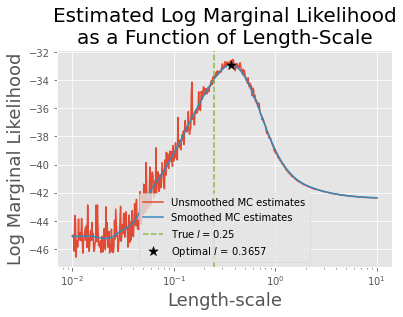 Estimated Log Marginal Likelihood
as a Function of Length-Scale
Log Marginal Likelihood
−32
−34
−36
−38
−40
−42
−44
−46
Unsmoothed MC estimates
Smoothed MC estimates
True l = 0.25
Optimal l = 0.3657
10⁻² 10⁻¹ 10⁰ 10¹
Length-scale